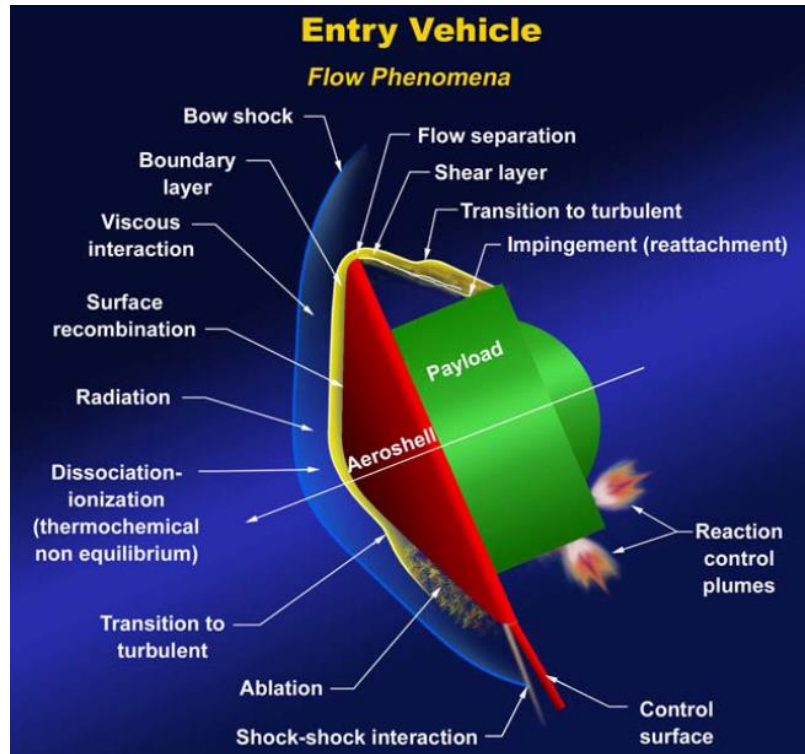 Entry Vehicle
Flow Phenomena
Bow shock
Flow separation
Boundary
layer
Shear layer
Viscous
interaction
Transition to turbulent
Impingement (reattachment)
Surface
recombination
Payload
Radiation
Aeroshell
Dissociation-
ionization
(thermochemical
non equilibrium)
Reaction
control
plumes
Transition to
turbulent
Ablation
Shock-shock interaction
Control
surface